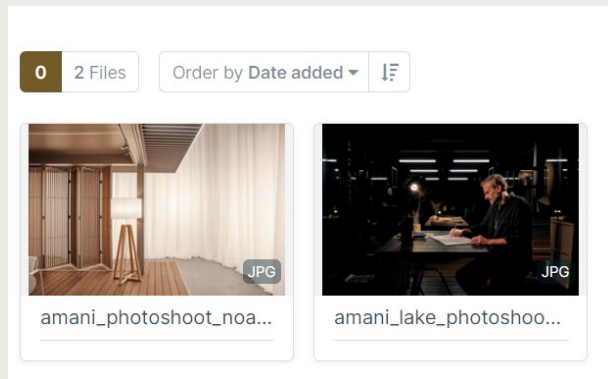 0 2 Files Order by Date added
JPG JPG
amani_photoshoot_noa... amani_lake_photoshoo...